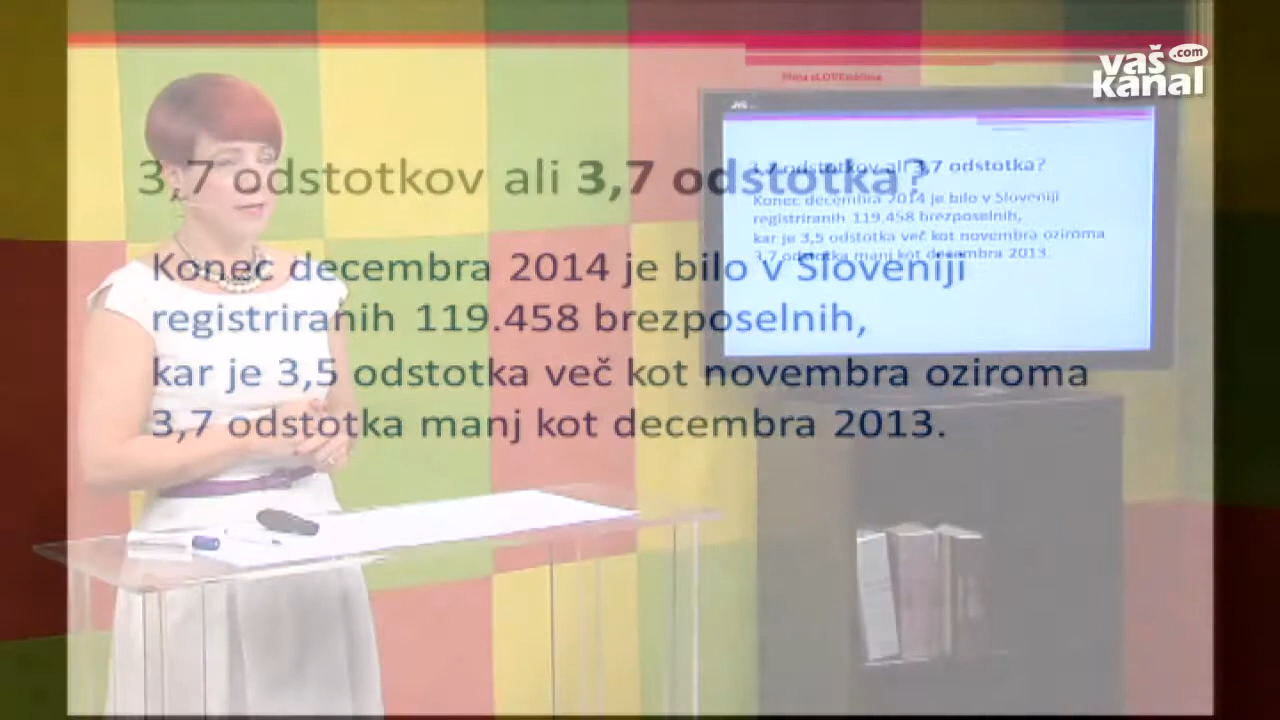 vaš
.com
kanal
3,7 odstotkov ali 3,7 odstotka?
Konec decembra 2014 je bilo v Sloveniji
registriranih 119.458 brezposelnih,
kar je 3,5 odstotka več kot novembra oziroma
3,7 odstotka manj kot decembra 2013.
3,7 odstotkov ali 3,7 odstotka?
Konec decembra 2014 je bilo v Sloveniji
registriranih 119.458 brezposelnih,
kar je 3,5 odstotka več kot novembra oziroma
3,7 odstotka manj kot decembra 2013.